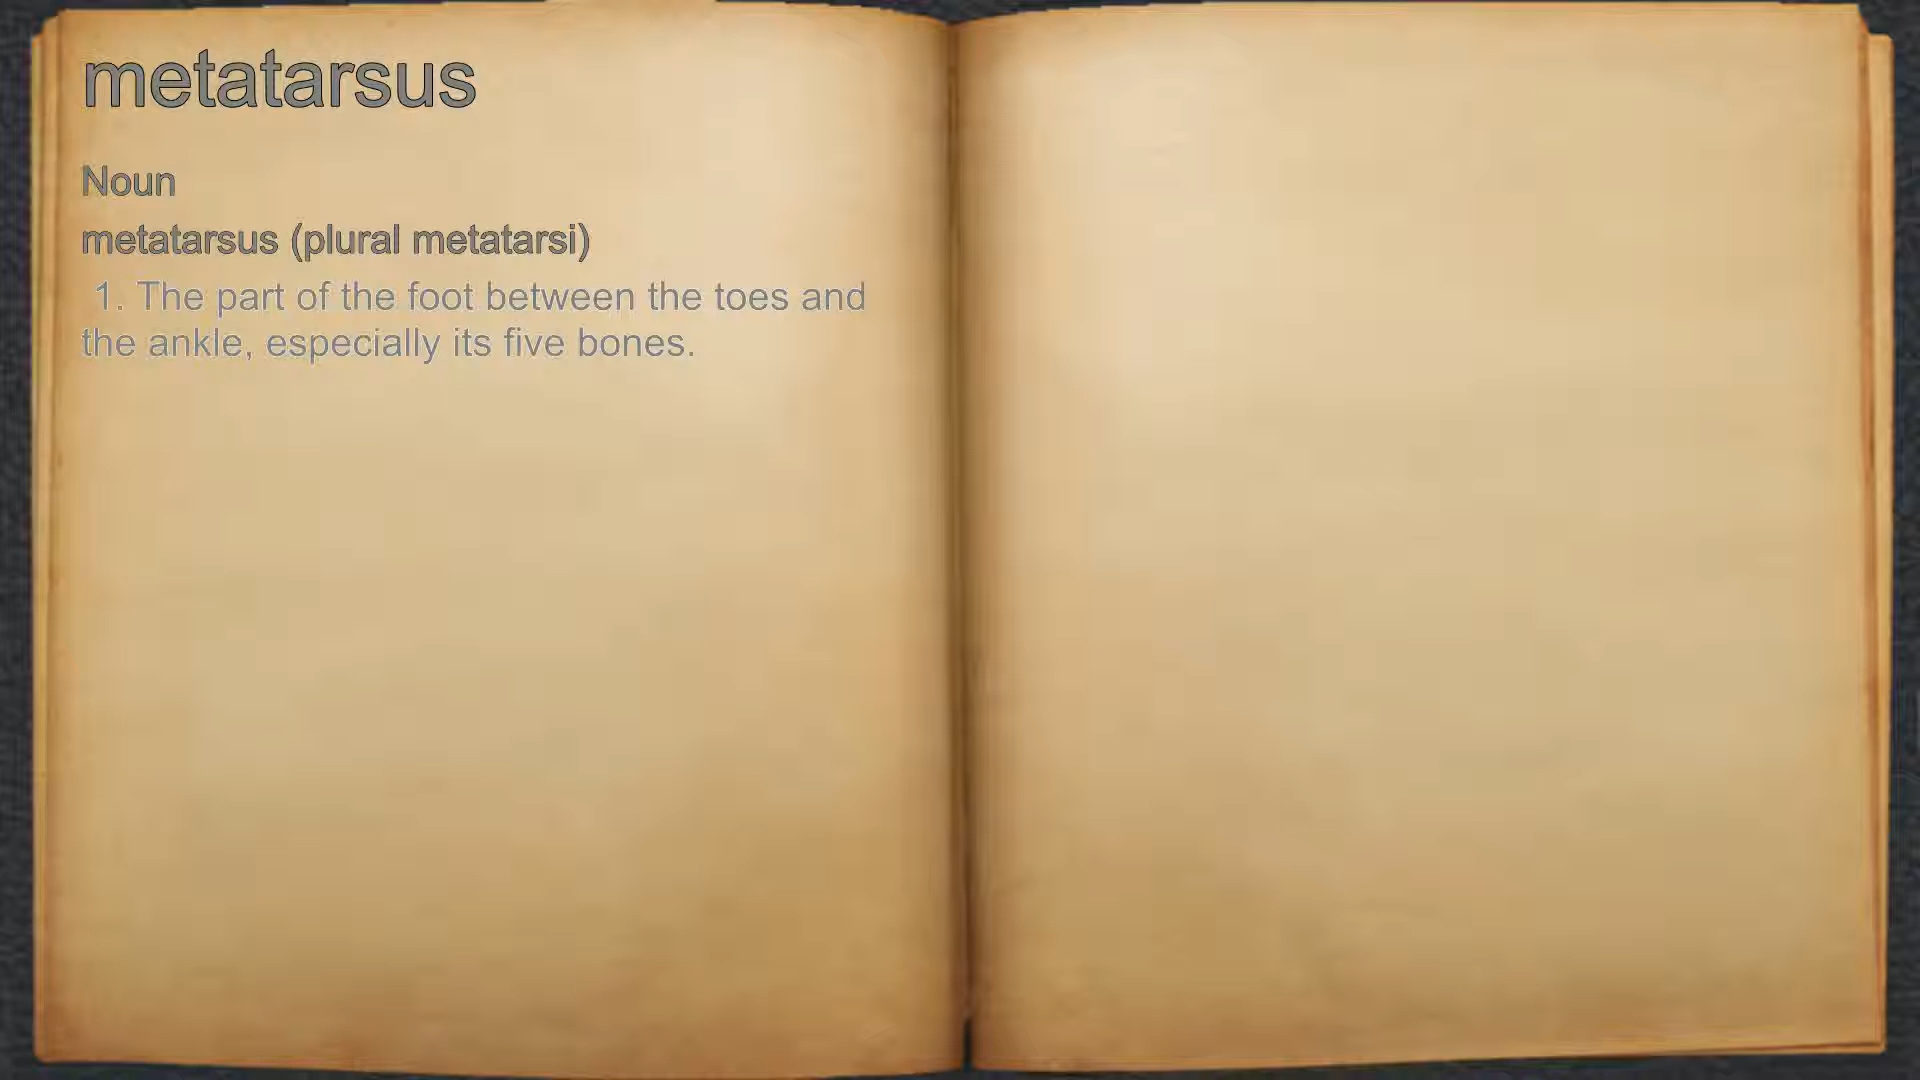 metatarsus
Noun
metatarsus (plural metatarsi)
1. The part of the foot between the toes and
the ankle, especially its five bones.